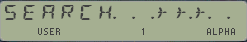 SEARCH. . .
USER 1 ALPHA